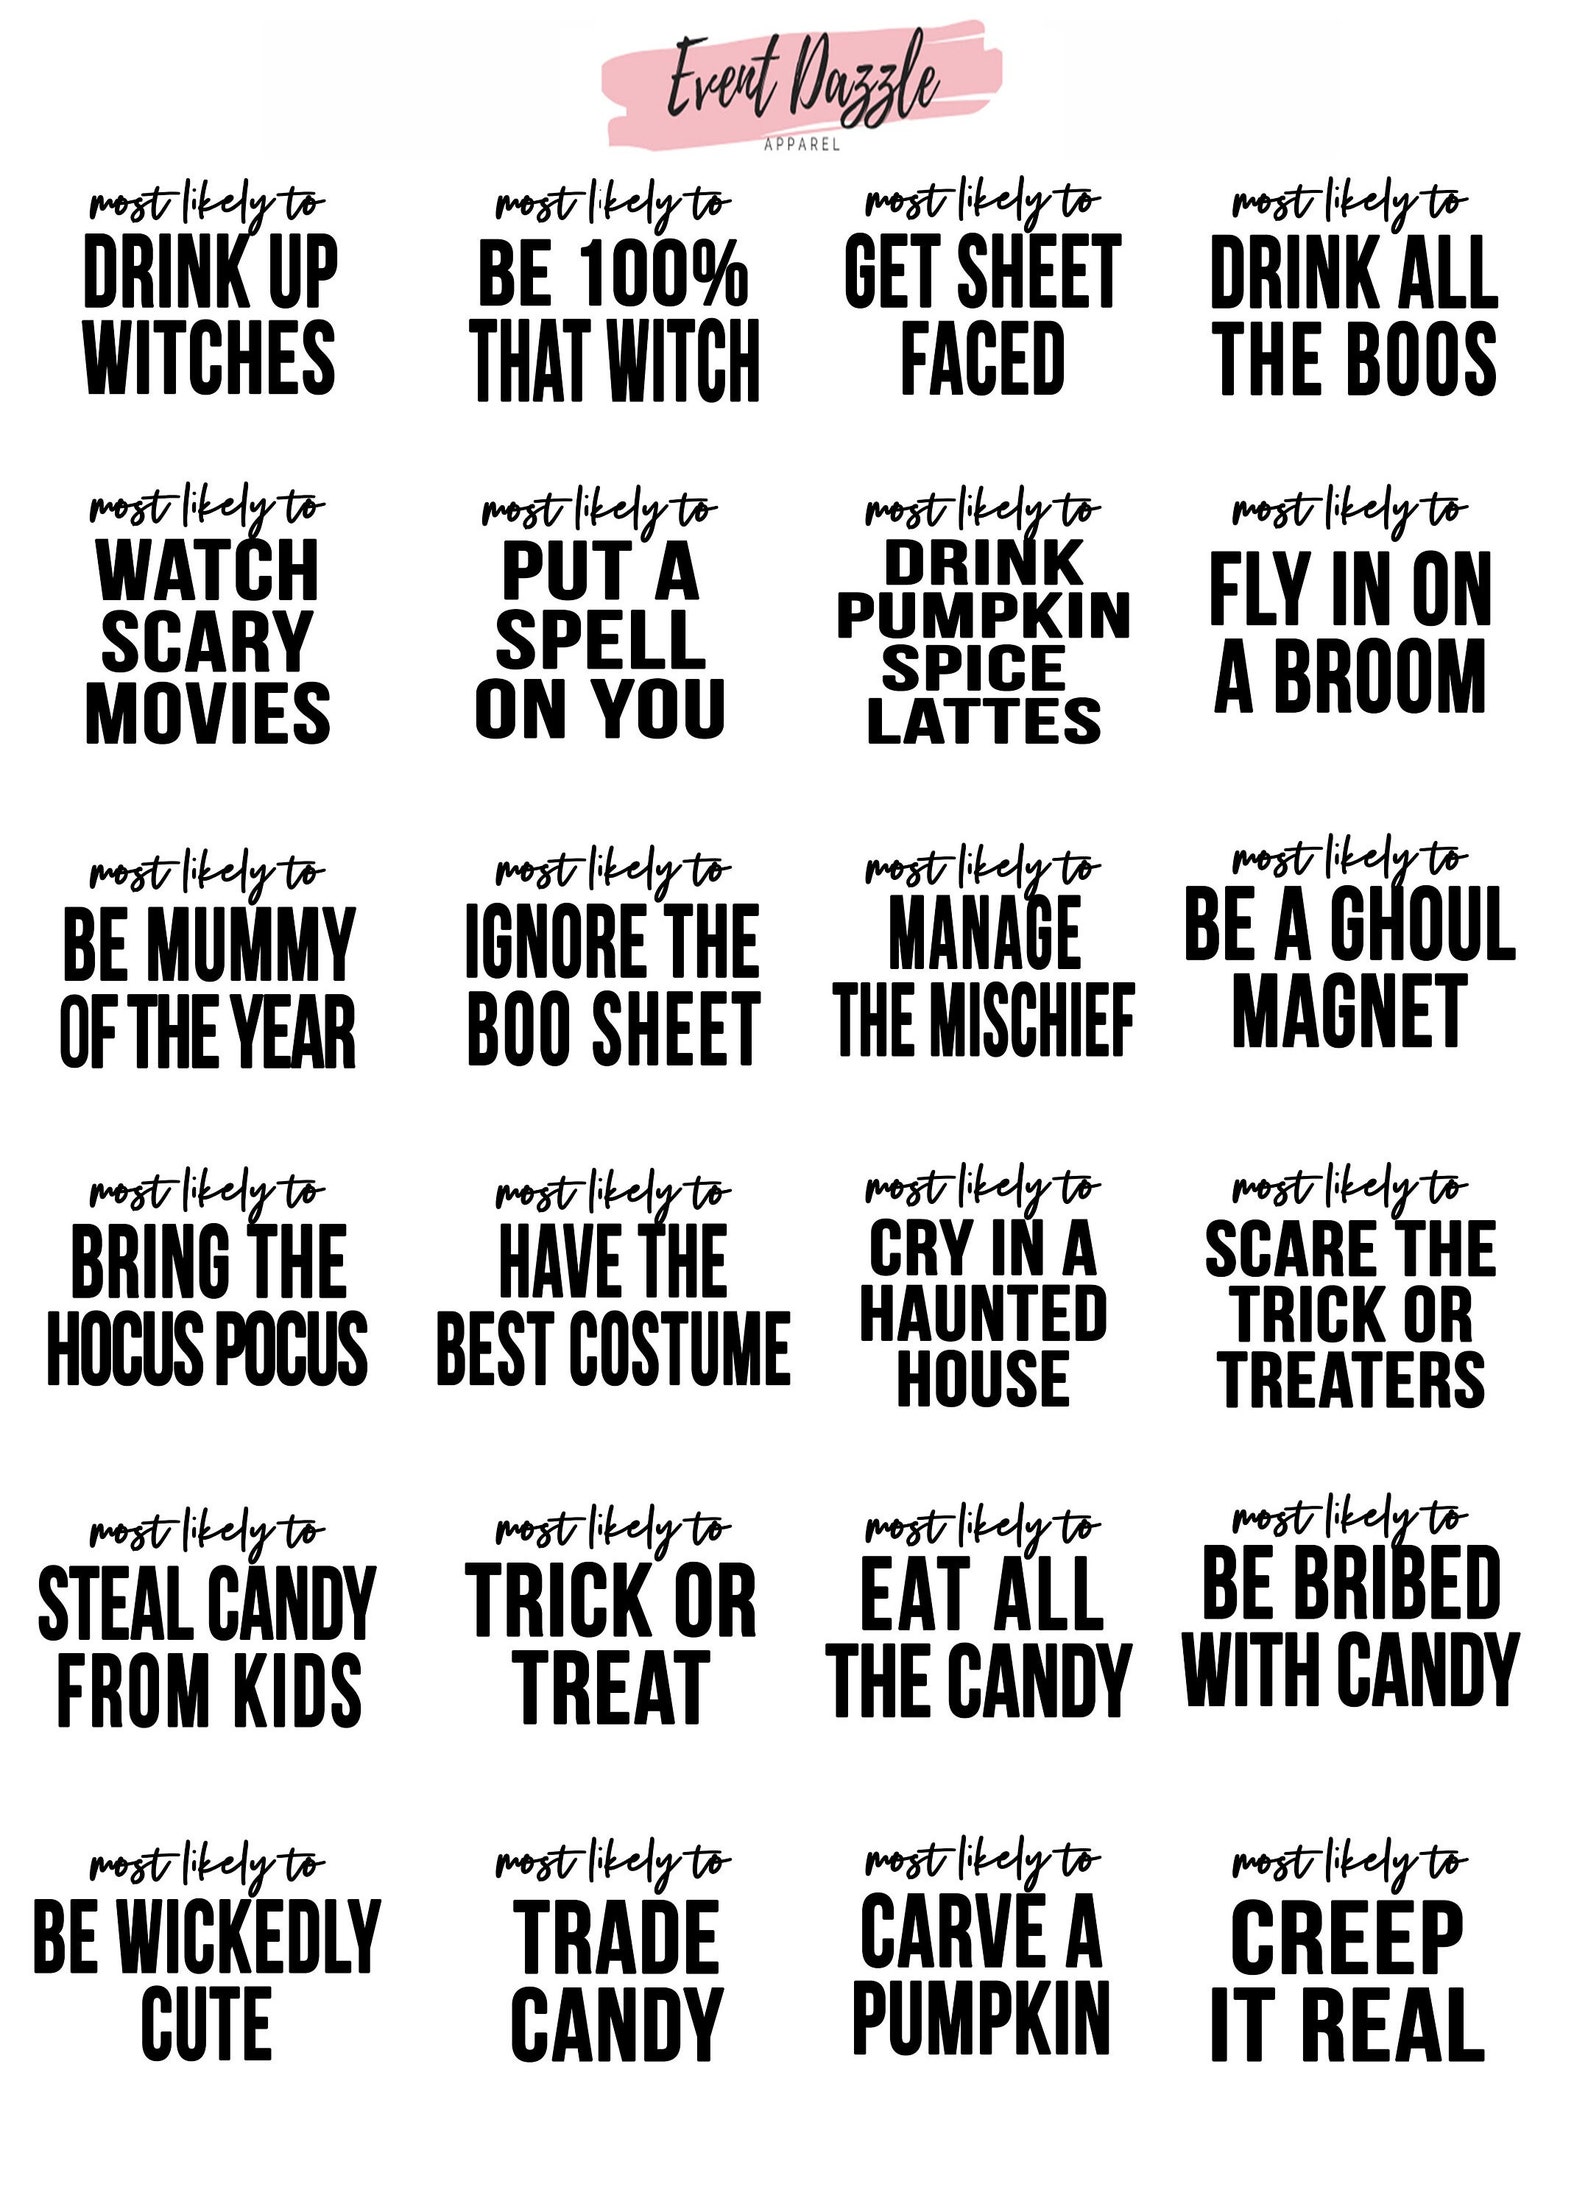 Event Dazzle
APPAREL
most likely to
DRINK UP
WITCHES
most likely to
BE 100%
THAT WITCH
most likely to
GET SHEET
FACED
most likely to
DRINK ALL
THE BOOS
most likely to
WATCH
SCARY
MOVIES
most likely to
PUT A
SPELL
ON YOU
most likely to
DRINK
PUMPKIN
SPICE
LATTES
most likely to
FLY IN ON
A BROOM
most likely to
BE MUMMY
OF THE YEAR
most likely to
IGNORE THE
BOO SHEET
most likely to
MANAGE
THE MISCHIEF
most likely to
BE A GHOUL
MAGNET
most likely to
BRING THE
HOCUS POCUS
most likely to
HAVE THE
BEST COSTUME
most likely to
CRY IN A
HAUNTED
HOUSE
most likely to
SCARE THE
TRICK OR
TREATERS
most likely to
STEAL CANDY
FROM KIDS
most likely to
TRICK OR
TREAT
most likely to
EAT ALL
THE CANDY
most likely to
BE BRIBED
WITH CANDY
most likely to
BE WICKEDLY
CUTE
most likely to
TRADE
CANDY
most likely to
CARVE A
PUMPKIN
most likely to
CREEP
IT REAL